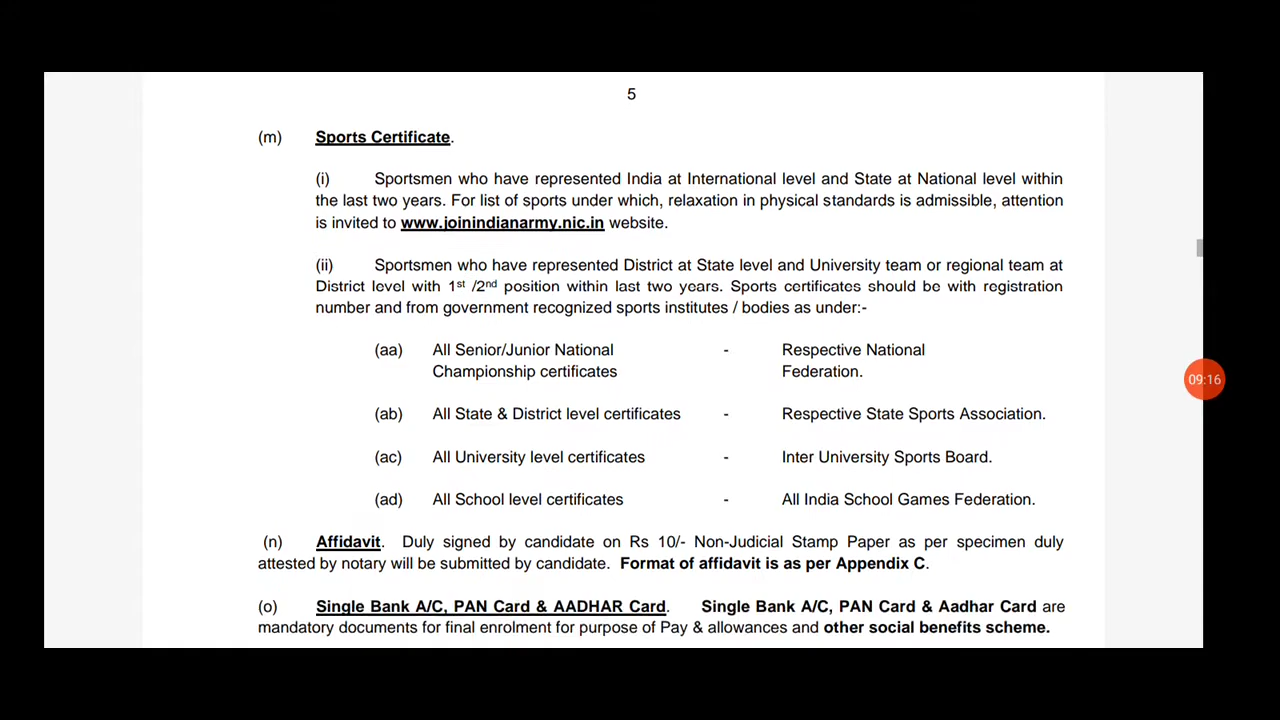 5
(m) Sports Certificate.
(i) Sportsmen who have represented India at International level and State at National level within
the last two years. For list of sports under which, relaxation in physical standards is admissible, attention
is invited to www.joinindianarmy.nic.in website.
(ii) Sportsmen who have represented District at State level and University team or regional team at
District level with 1st /2nd position within last two years. Sports certificates should be with registration
number and from government recognized sports institutes / bodies as under:-
(aa) All Senior/Junior National - Respective National
Championship certificates Federation.
(ab) All State & District level certificates - Respective State Sports Association.
(ac) All University level certificates - Inter University Sports Board.
(ad) All School level certificates - All India School Games Federation.
(n) Affidavit. Duly signed by candidate on Rs 10/- Non-Judicial Stamp Paper as per specimen duly
attested by notary will be submitted by candidate. Format of affidavit is as per Appendix C.
(o) Single Bank A/C, PAN Card & AADHAR Card. Single Bank A/C, PAN Card & Aadhar Card are
mandatory documents for final enrolment for purpose of Pay & allowances and other social benefits scheme.
09:16